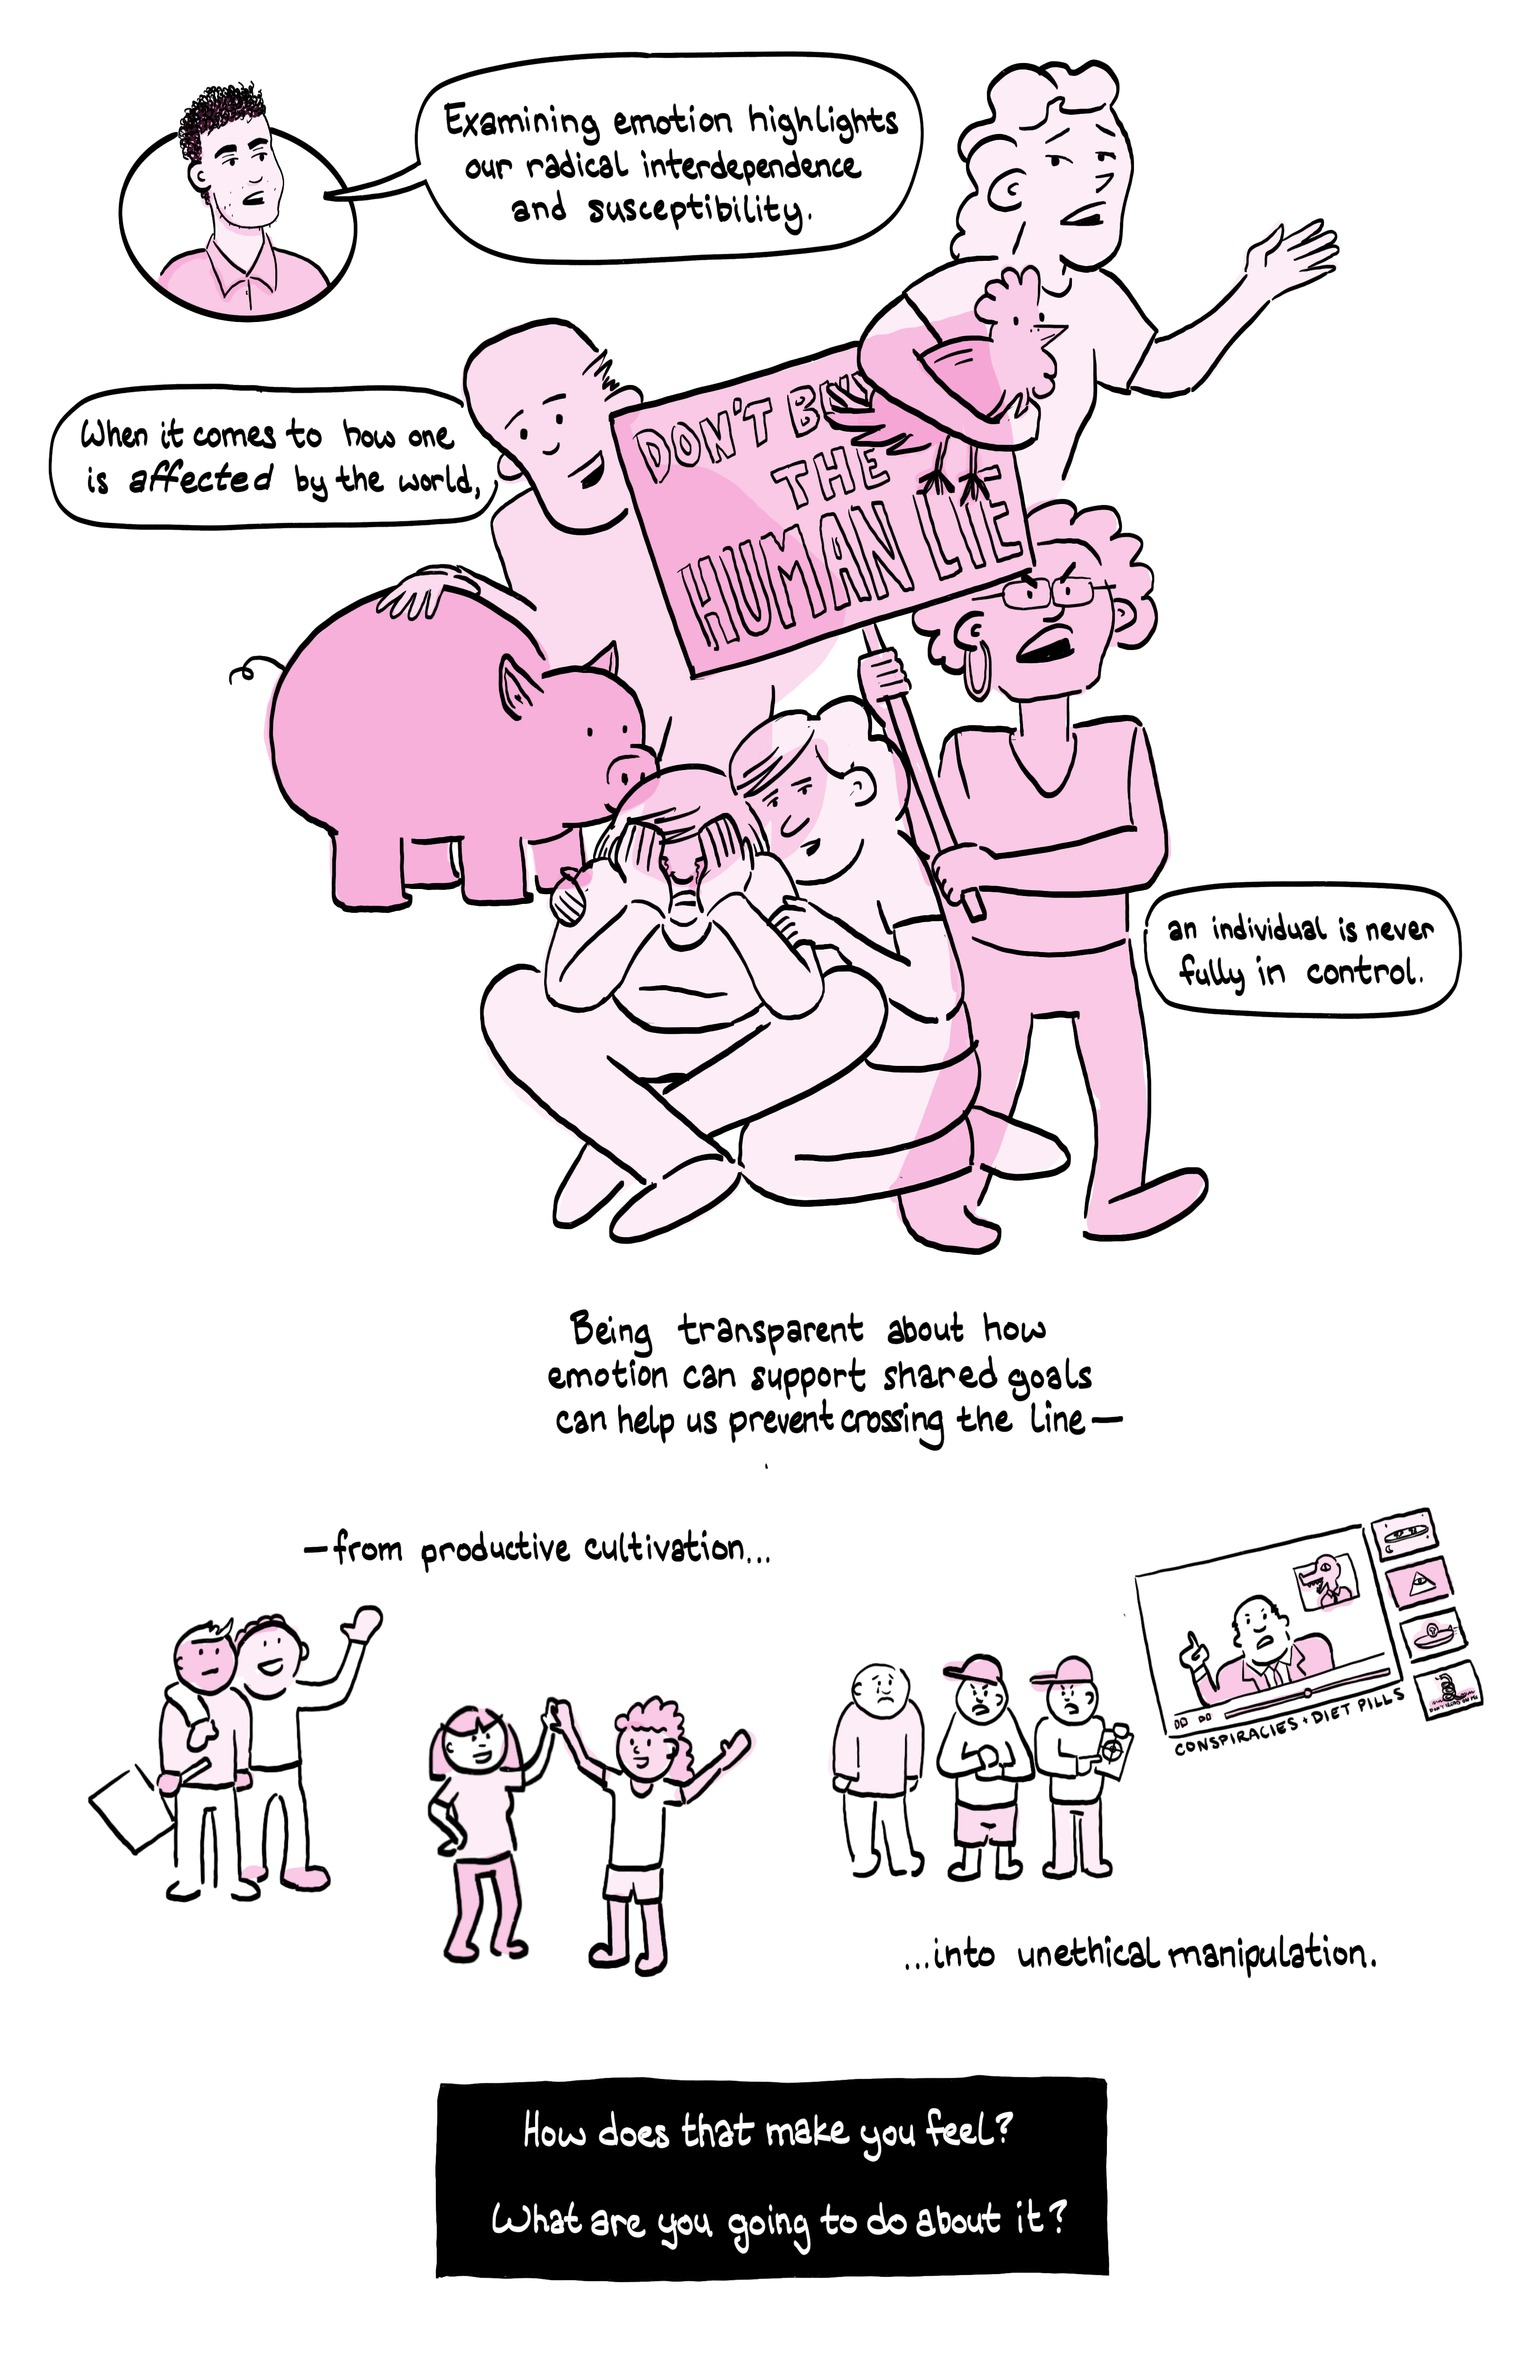 Examining emotion highlights
our radical interdependence
and susceptibility.
When it comes to how one
is affected by the world,
DON'T
THE
HUMAN LIE
an individual is never
fully in control.
Being transparent about how
emotion can support shared goals
can help us prevent crossing the line—
—from productive cultivation...
CONSPIRACIES + DIET PILLS
...into unethical manipulation.
How does that make you feel?
What are you going to do about it?